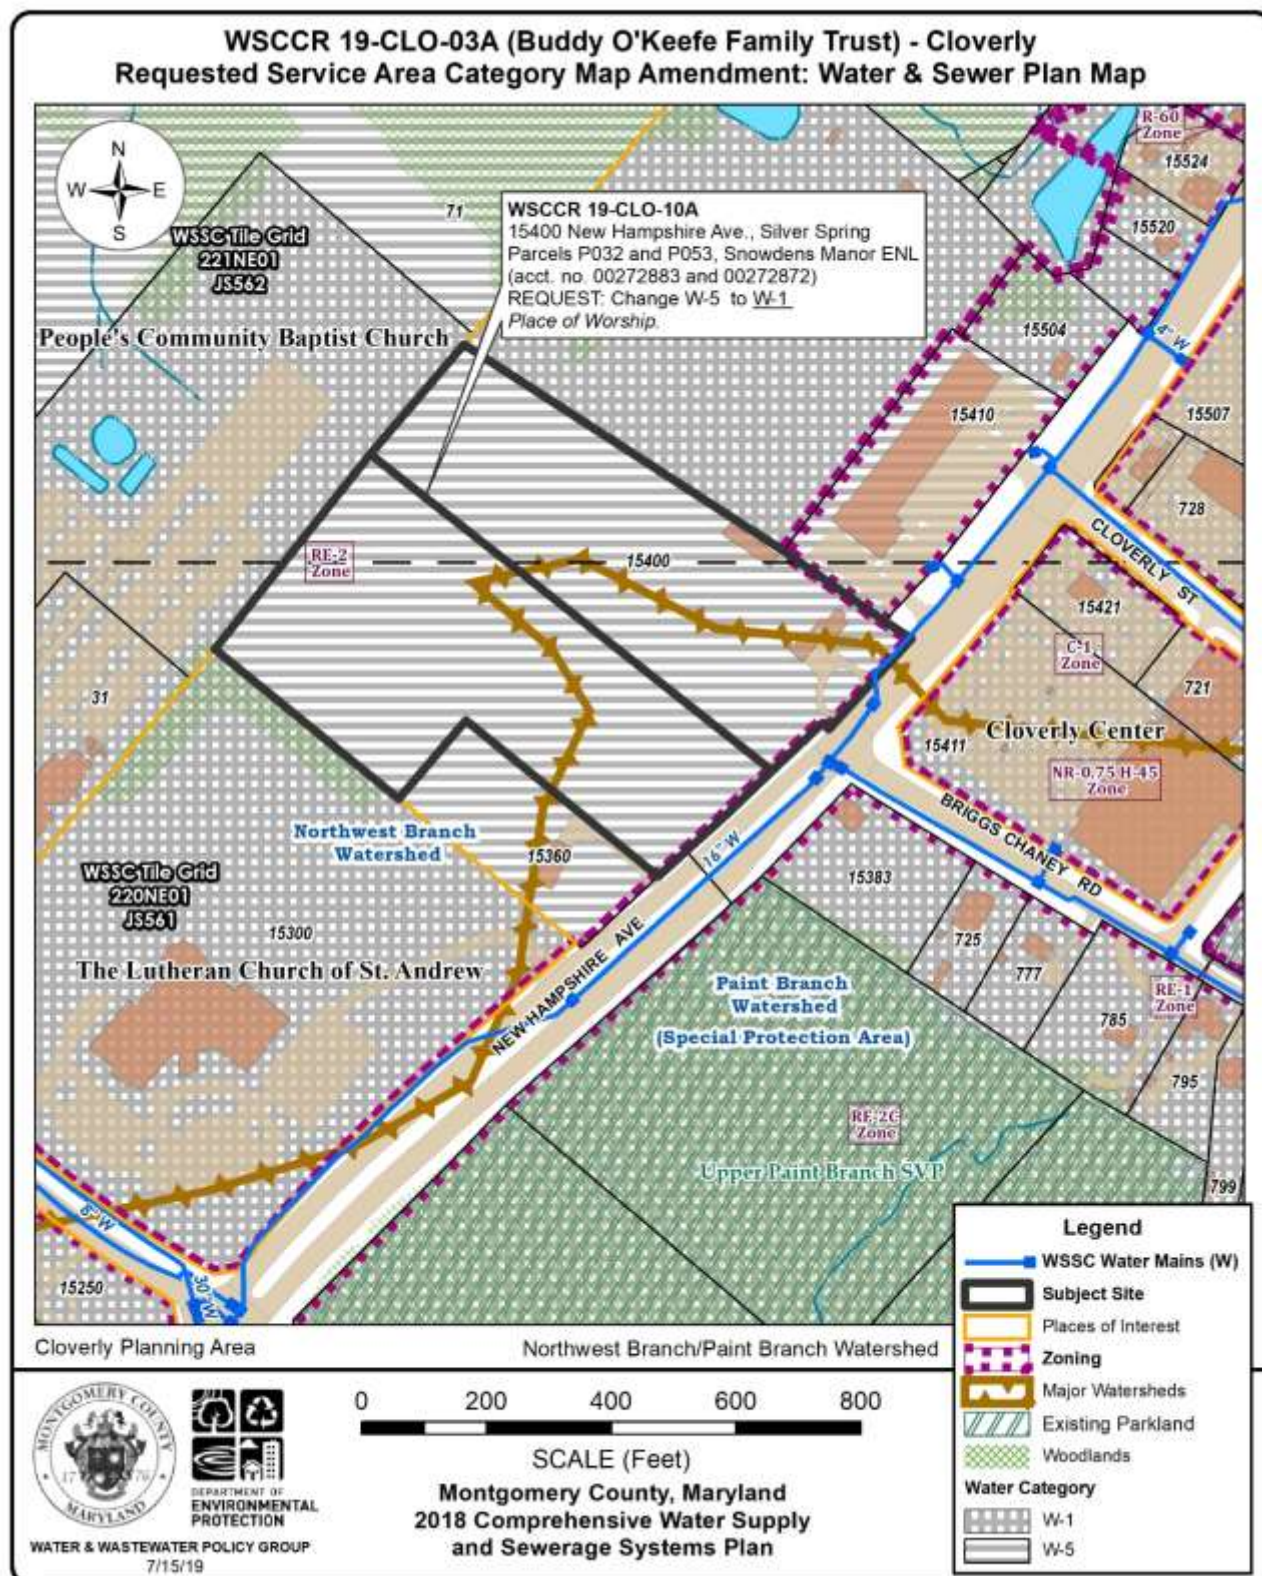 WSCCR 19-CLO-03A (Buddy O'Keefe Family Trust) - Cloverly
Requested Service Area Category Map Amendment: Water & Sewer Plan Map
N
W E
S
R-60
Zone
15524
71
WSCCR 19-CLO-10A
15400 New Hampshire Ave., Silver Spring
Parcels P032 and P053, Snowdens Manor ENL
(acct. no. 00272883 and 00272872)
REQUEST: Change W-5 to W-1
Place of Worship.
15520
WSSC Tile Grid
221NE01
JS562
People's Community Baptist Church
15504
4" W
15410
15507
728
CLOVERLY ST
RE-2
Zone
15400
15421
C-1
Zone
721
31
15411
Cloverly Center
NR-0.75 H-45
Zone
BRIGGS CHANEY RD
Northwest Branch
Watershed
15360
16" W
15383
WSSC Tile Grid
220NE01
JS561
15300
725
The Lutheran Church of St. Andrew
NEW HAMPSHIRE AVE
777
Paint Branch
Watershed
(Special Protection Area)
RE-1
Zone
785
795
RE-2C
Zone
Upper Paint Branch SVP
799
8" W
30" W
15250
Legend
WSSC Water Mains (W)
Subject Site
Places of Interest
Zoning
Major Watersheds
Existing Parkland
Woodlands
Water Category
W-1
W-5
Cloverly Planning Area
Northwest Branch/Paint Branch Watershed
MONTGOMERY COUNTY
17 76
MARYLAND
DEPARTMENT OF
ENVIRONMENTAL
PROTECTION
WATER & WASTEWATER POLICY GROUP
7/15/19
0 200 400 600 800
SCALE (Feet)
Montgomery County, Maryland
2018 Comprehensive Water Supply
and Sewerage Systems Plan